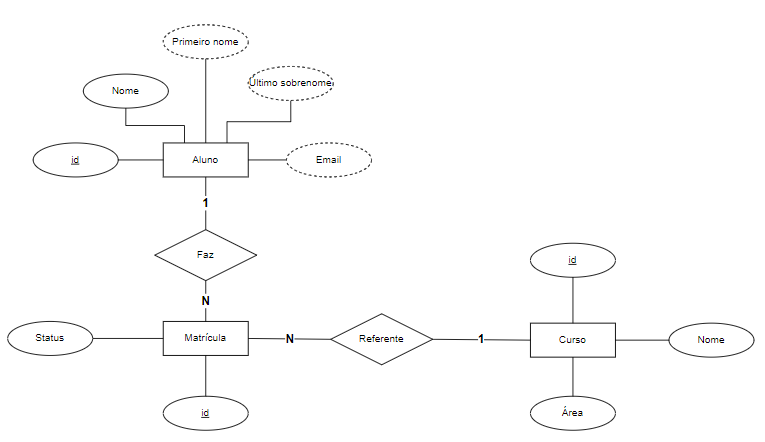 Primeiro nome
Último sobrenome
Nome
id
Aluno
Email
1
Faz
id
N
Status
Matrícula
N
Referente
1
Curso
Nome
id
Área